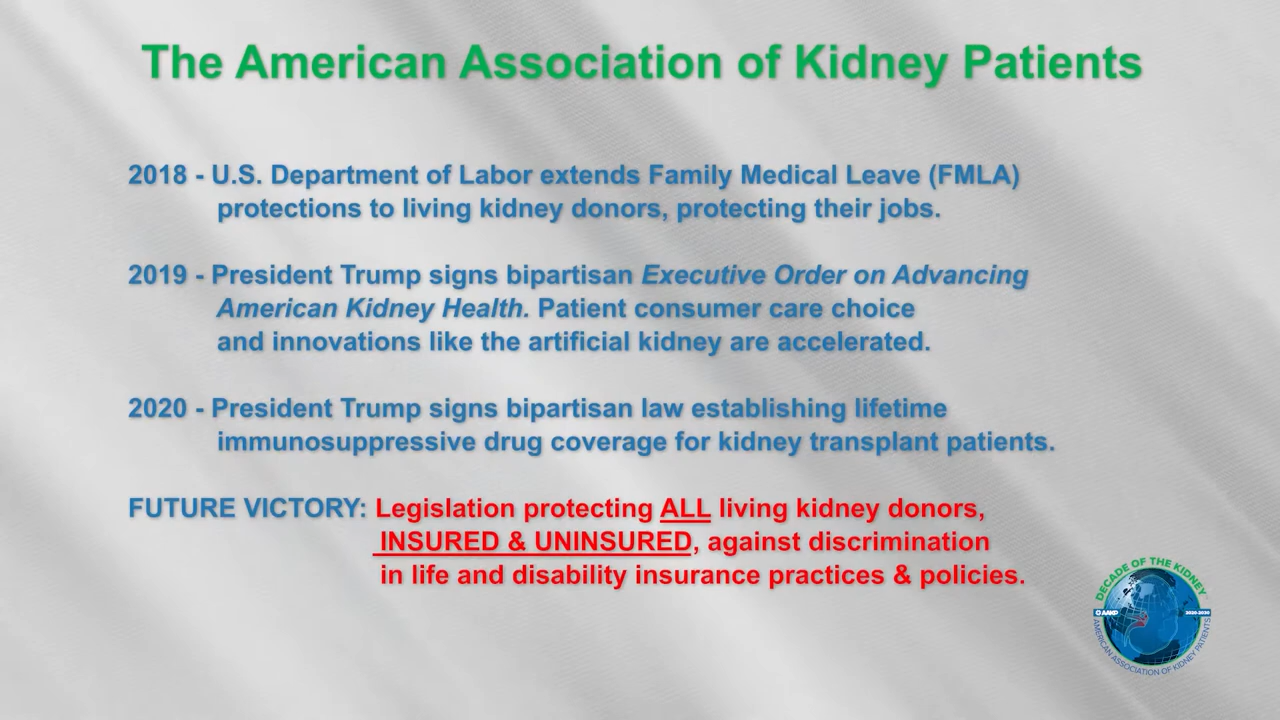 The American Association of Kidney Patients
2018 - U.S. Department of Labor extends Family Medical Leave (FMLA)
protections to living kidney donors, protecting their jobs.
2019 - President Trump signs bipartisan Executive Order on Advancing
American Kidney Health. Patient consumer care choice
and innovations like the artificial kidney are accelerated.
2020 - President Trump signs bipartisan law establishing lifetime
immunosuppressive drug coverage for kidney transplant patients.
FUTURE VICTORY: Legislation protecting ALL living kidney donors,
INSURED & UNINSURED, against discrimination
in life and disability insurance practices & policies.
DECADE OF THE KIDNEY
AAKP
2020-2030
AMERICAN ASSOCIATION OF KIDNEY PATIENTS